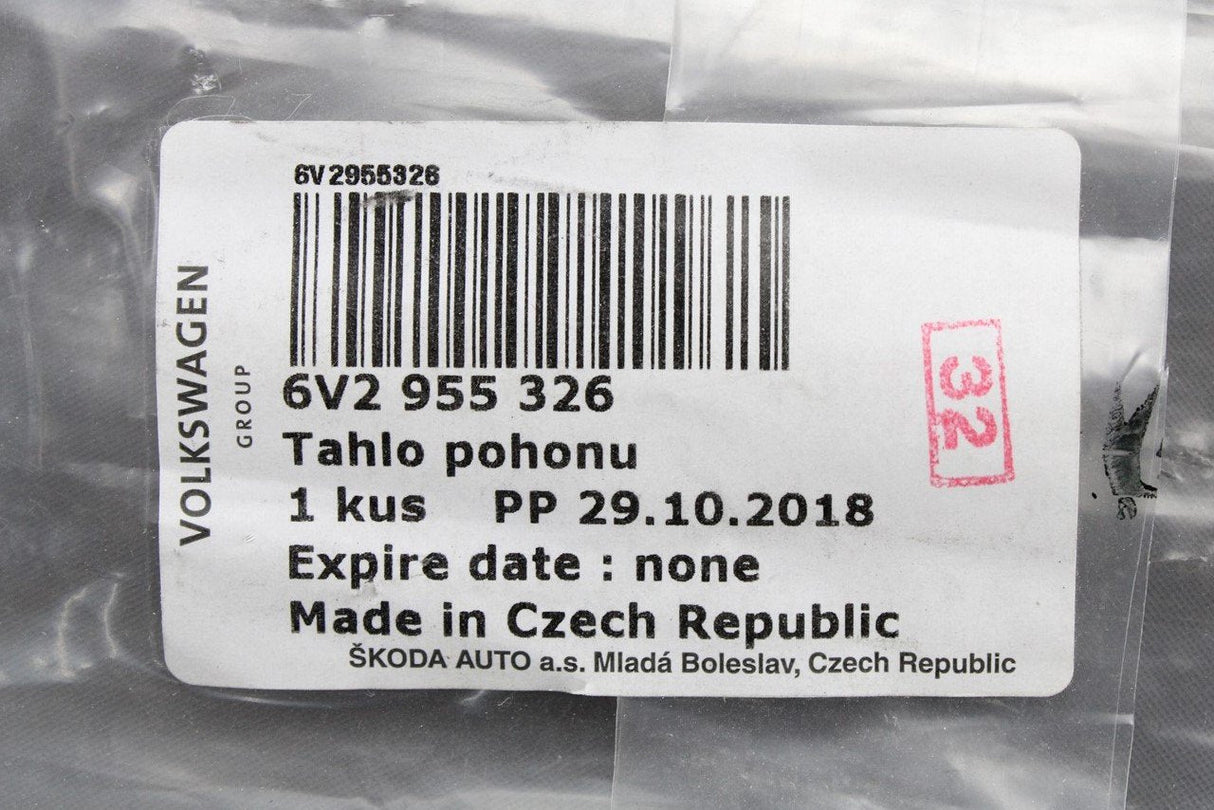 6V2955326
VOLKSWAGEN
GROUP
6V2 955 326
Tahlo pohonu
1 kus PP 29.10.2018
Expire date : none
Made in Czech Republic
ŠKODA AUTO a.s. Mladá Boleslav, Czech Republic
32